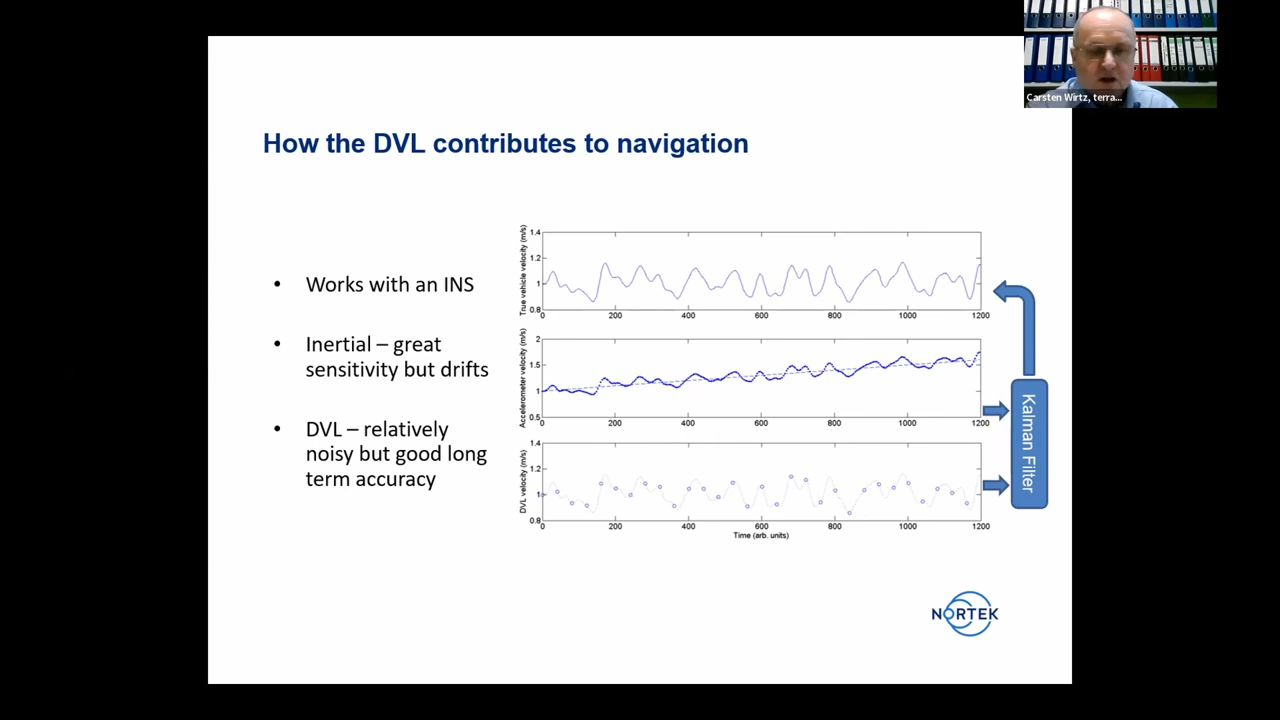 Carsten Wirtz, terra...
How the DVL contributes to navigation
• Works with an INS
• Inertial – great
sensitivity but drifts
• DVL – relatively
noisy but good long
term accuracy
True vehicle velocity (m/s)
1.4
1.2
1
0.8
0 200 400 600 800 1000 1200
Accelerometer velocity (m/s)
2
1.5
1
0.5
0 200 400 600 800 1000 1200
DVL velocity (m/s)
1.4
1.2
1
0.8
0 200 400 600 800 1000 1200
Time (arb. units)
Kalman Filter
NORTEK